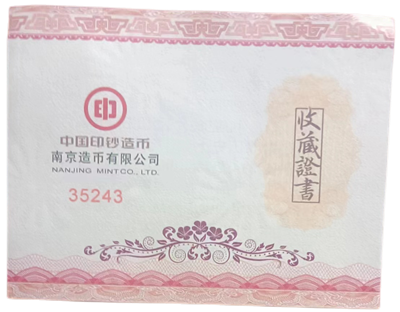 印
中国印钞造币
南京造币有限公司
NANJING MINT CO., LTD.
35243
收藏證書